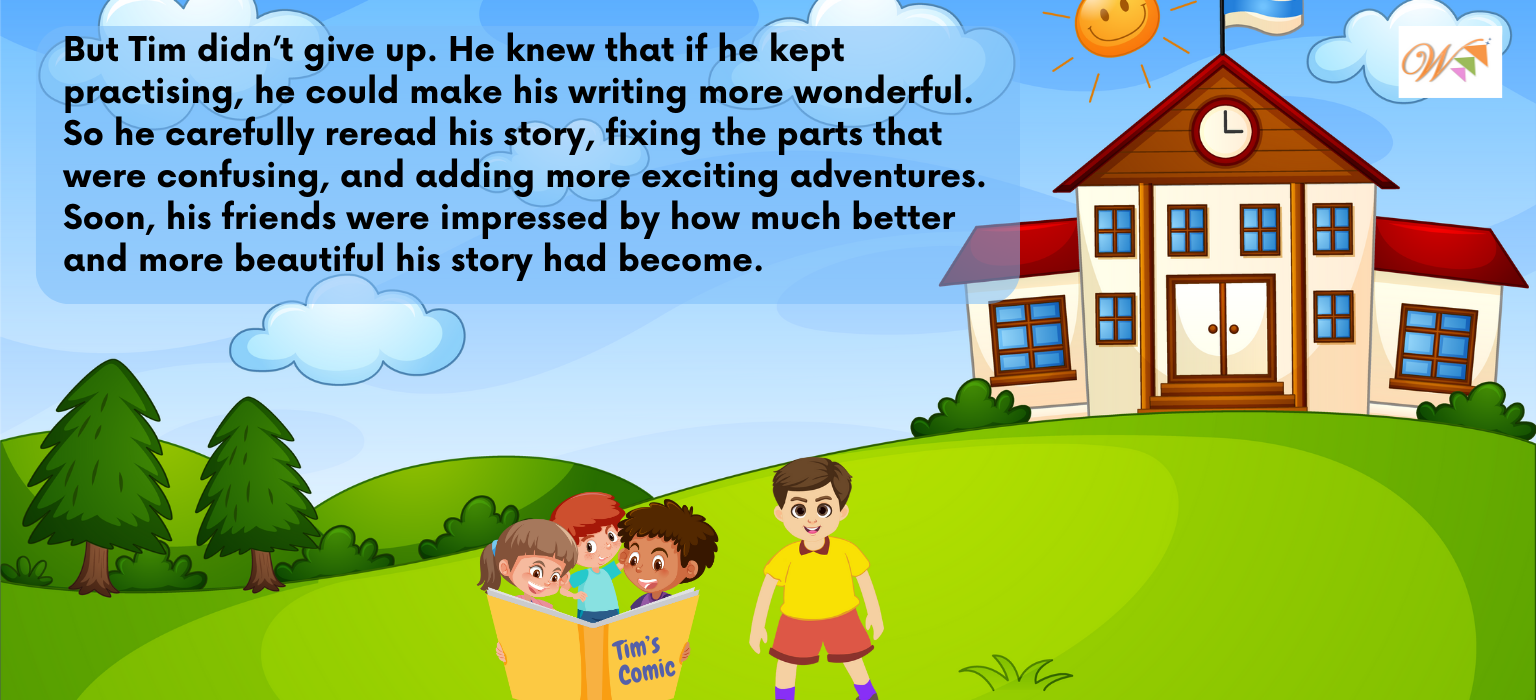 But Tim didn’t give up. He knew that if he kept
practising, he could make his writing more wonderful.
So he carefully reread his story, fixing the parts that
were confusing, and adding more exciting adventures.
Soon, his friends were impressed by how much better
and more beautiful his story had become.
W
Tim's
Comic